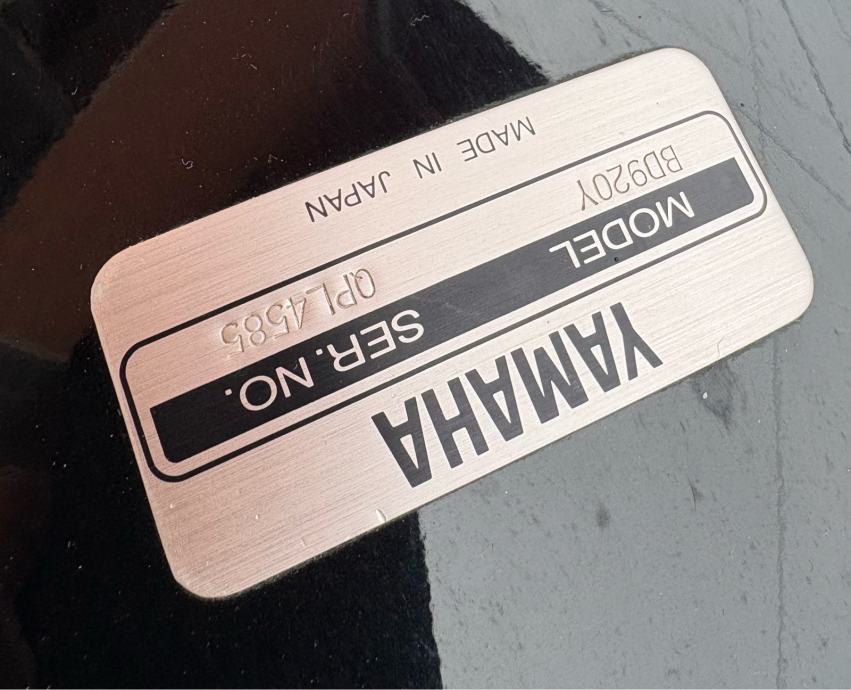 YAMAHA
MODEL SER.NO.
BD920Y QPL4585
MADE IN JAPAN